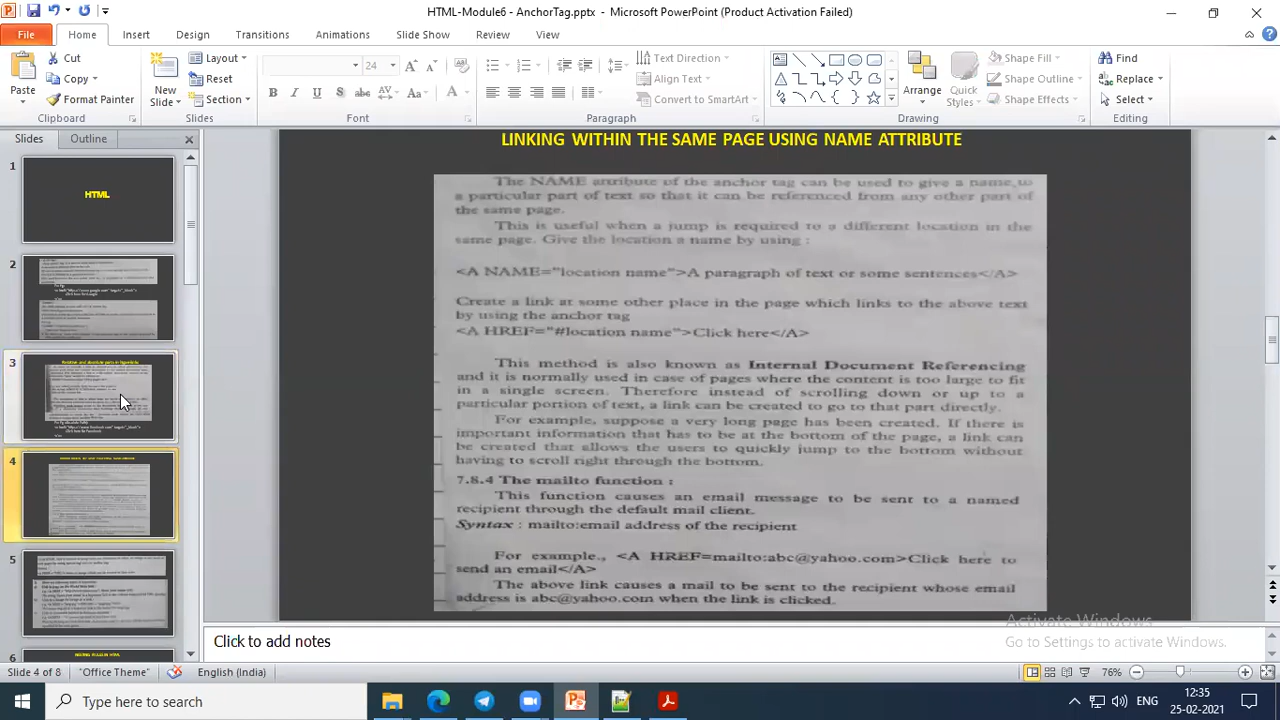 HTML-Module6 - AnchorTag.pptx - Microsoft PowerPoint (Product Activation Failed)
File Home Insert Design Transitions Animations Slide Show Review View
Paste Cut Copy Format Painter Clipboard
New Slide Layout Reset Section Slides
24 B I U S abc AV Aa A Font
Text Direction Align Text Convert to SmartArt Paragraph
Arrange Quick Styles Shape Fill Shape Outline Shape Effects Drawing
Find Replace Select Editing
Slides Outline
1
HTML
2
3
Relative and absolute paths in hyperlinks
4
5
6
LINKING WITHIN THE SAME PAGE USING NAME ATTRIBUTE
The NAME attribute of the anchor tag can be used to give a name to
a particular part of text so that it can be referenced from any other part of
the same page.
This is useful when a jump is required to a different location in the
same page. Give the location a name by using :
<A NAME="location name">A paragraph of text or some sentences</A>
Create a link at some other place in the page which links to the above text
by using the anchor tag
<A HREF="#location name">Click here</A>
This method is also known as Internal Document Referencing
and it is normally used in case of pages where the content is too large to fit
in a single screen. Therefore instead of scrolling down or up to a
particular portion of text, a link can be created to go to that part directly.
For example, suppose a very long page has been created. If there is
important information that has to be at the bottom of the page, a link can
be created that allows the users to quickly jump to the bottom without
having to scroll right through the bottom.
7.8.4 The mailto function :
This function causes an email message to be sent to a named
recipient through the default mail client.
Syntax : mailto:email address of the recipient
For example., <A HREF=mailto:abc@yahoo.com>Click here to
send an email</A>
The above link causes a mail to be sent to the recipient whose email
address is abc@yahoo.com when the link is clicked.
Activate Windows
Go to Settings to activate Windows.
Click to add notes
Slide 4 of 8 "Office Theme" English (India) 76%
Type here to search
ENG
12:35
25-02-2021